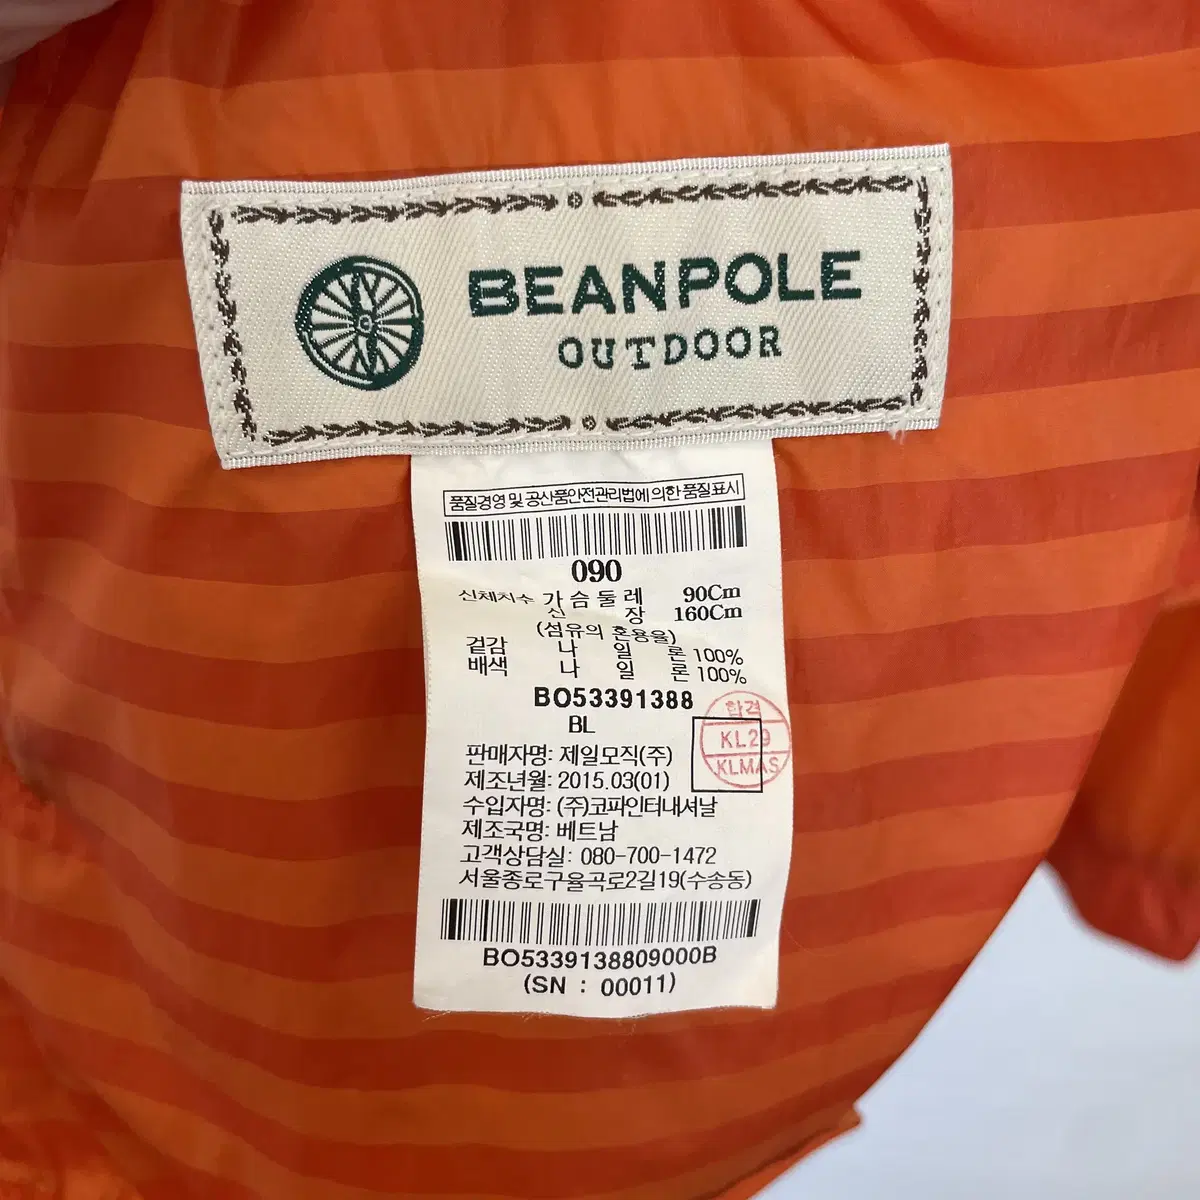 BEANPOLE
OUTDOOR
품질경영 및 공산품안전관리법에 의한 품질표시
090
신체치수 가슴둘레 90Cm
신장 160Cm
(섬유의 혼용율)
겉감 나일론 100%
배색 나일론 100%
BO53391388
BL
합격
KL29
KLMAS
판매자명: 제일모직(주)
제조년월: 2015.03(01)
수입자명: (주)코파인터내셔날
제조국명: 베트남
고객상담실: 080-700-1472
서울종로구율곡로2길19(수송동)
BO5339138809000B
(SN : 00011)